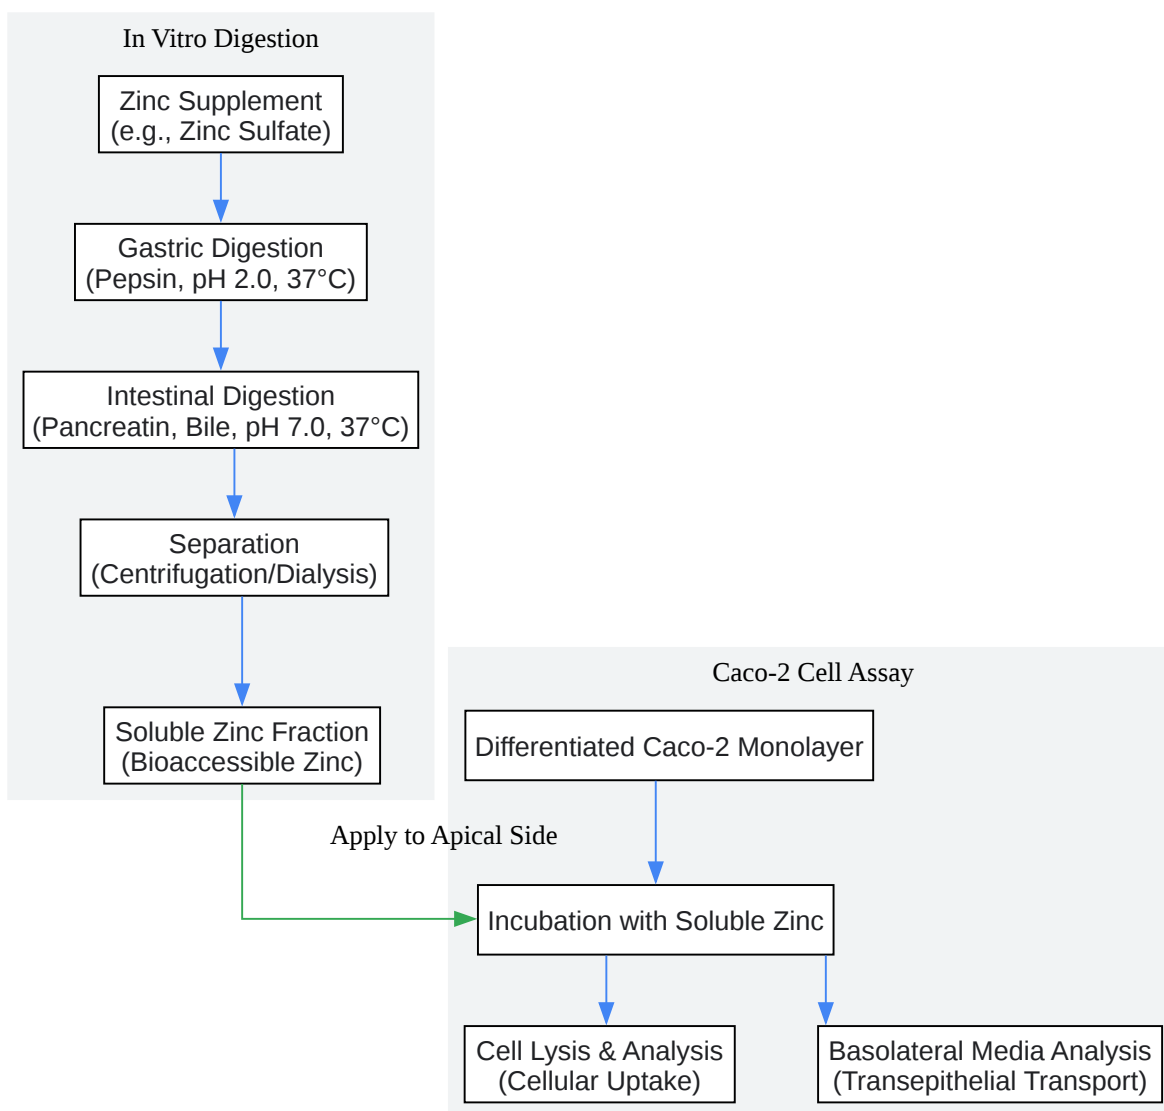 In Vitro Digestion
Zinc Supplement
(e.g., Zinc Sulfate)
Gastric Digestion
(Pepsin, pH 2.0, 37°C)
Intestinal Digestion
(Pancreatin, Bile, pH 7.0, 37°C)
Separation
(Centrifugation/Dialysis)
Soluble Zinc Fraction
(Bioaccessible Zinc)
Caco-2 Cell Assay
Differentiated Caco-2 Monolayer
Apply to Apical Side
Incubation with Soluble Zinc
Cell Lysis & Analysis
(Cellular Uptake)
Basolateral Media Analysis
(Transepithelial Transport)